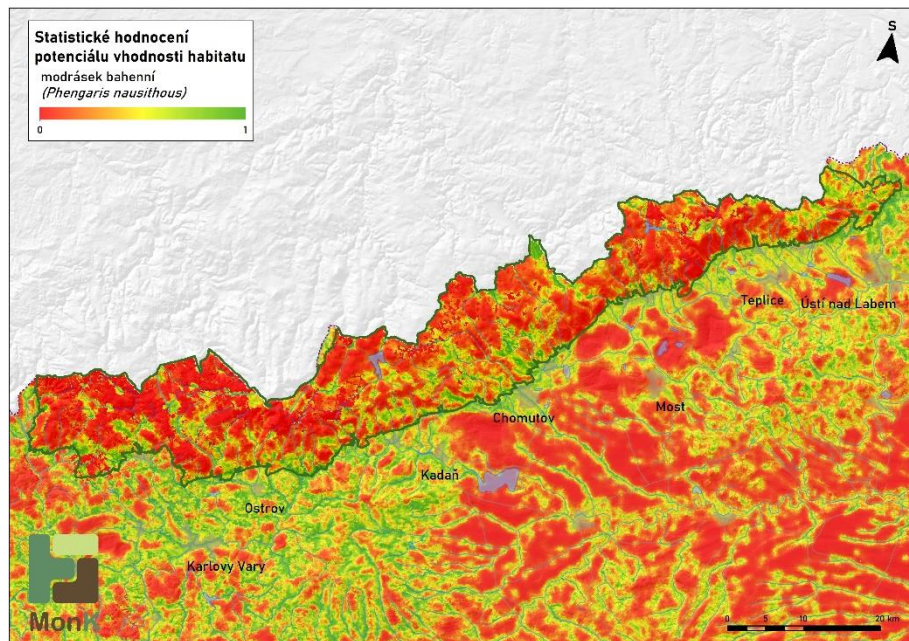 Statistické hodnocení
potenciálu vhodnosti habitatu
modrásek bahenní
(Phengaris nausithous)
0 1
S
Teplice
Ústí nad Labem
Most
Chomutov
Kadaň
Ostrov
Karlovy Vary
MonK
0 5 10 20 km